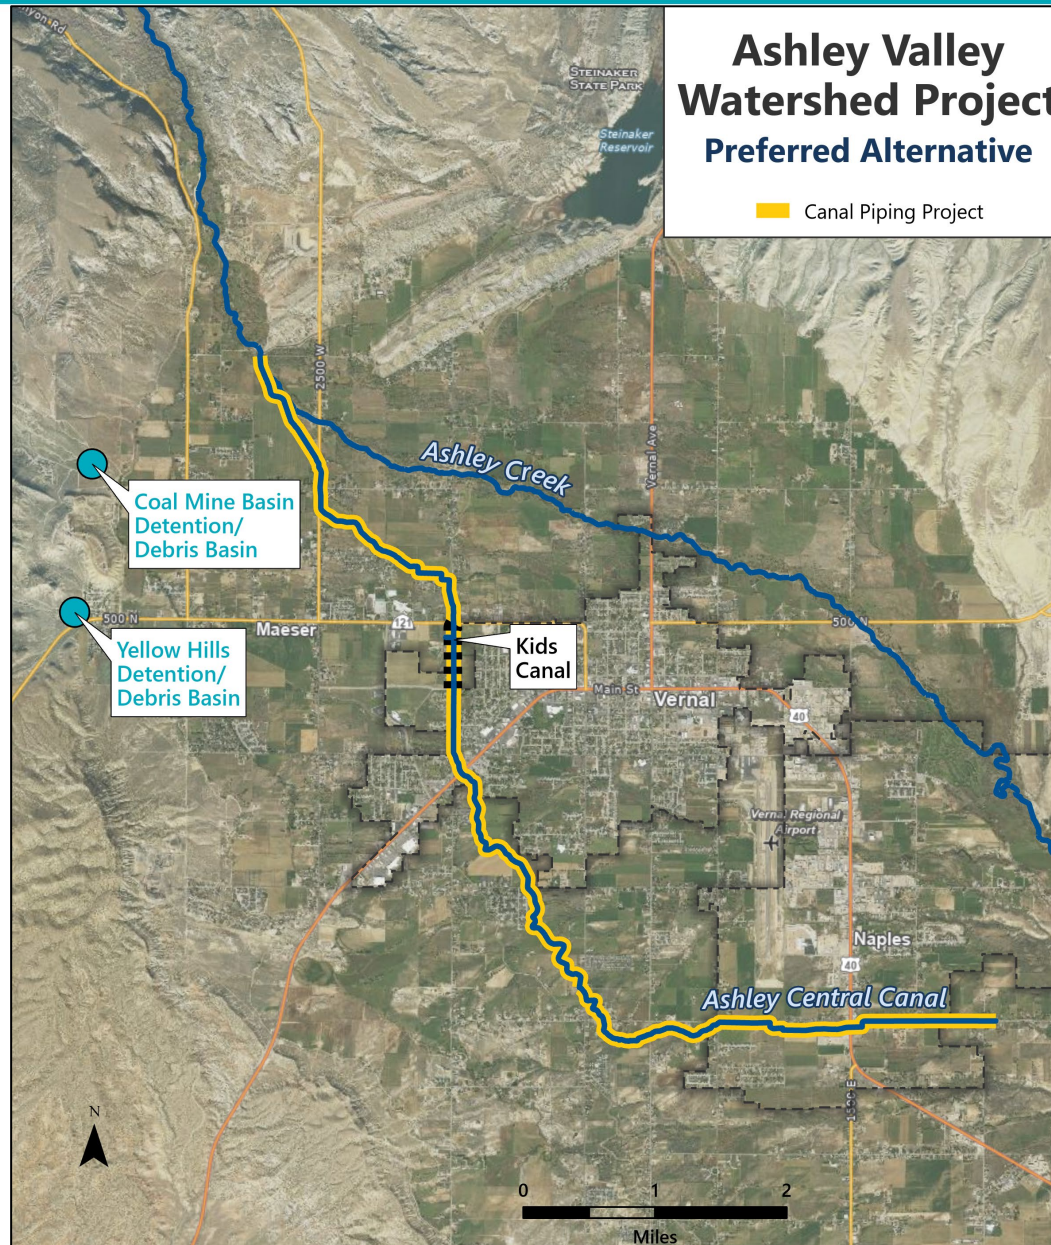 Ashley Valley
Watershed Project
Preferred Alternative
Canal Piping Project
STEINAKER
STATE PARK
Steinaker
Reservoir
2500 W
Vernal Ave
Ashley Creek
Coal Mine Basin
Detention/
Debris Basin
500 N
Maeser
121
500 N
Yellow Hills
Detention/
Debris Basin
Kids
Canal
Main St
Vernal
40
Vernal Regional
Airport
Naples
40
Ashley Central Canal
1500 E
N
0 1 2
Miles